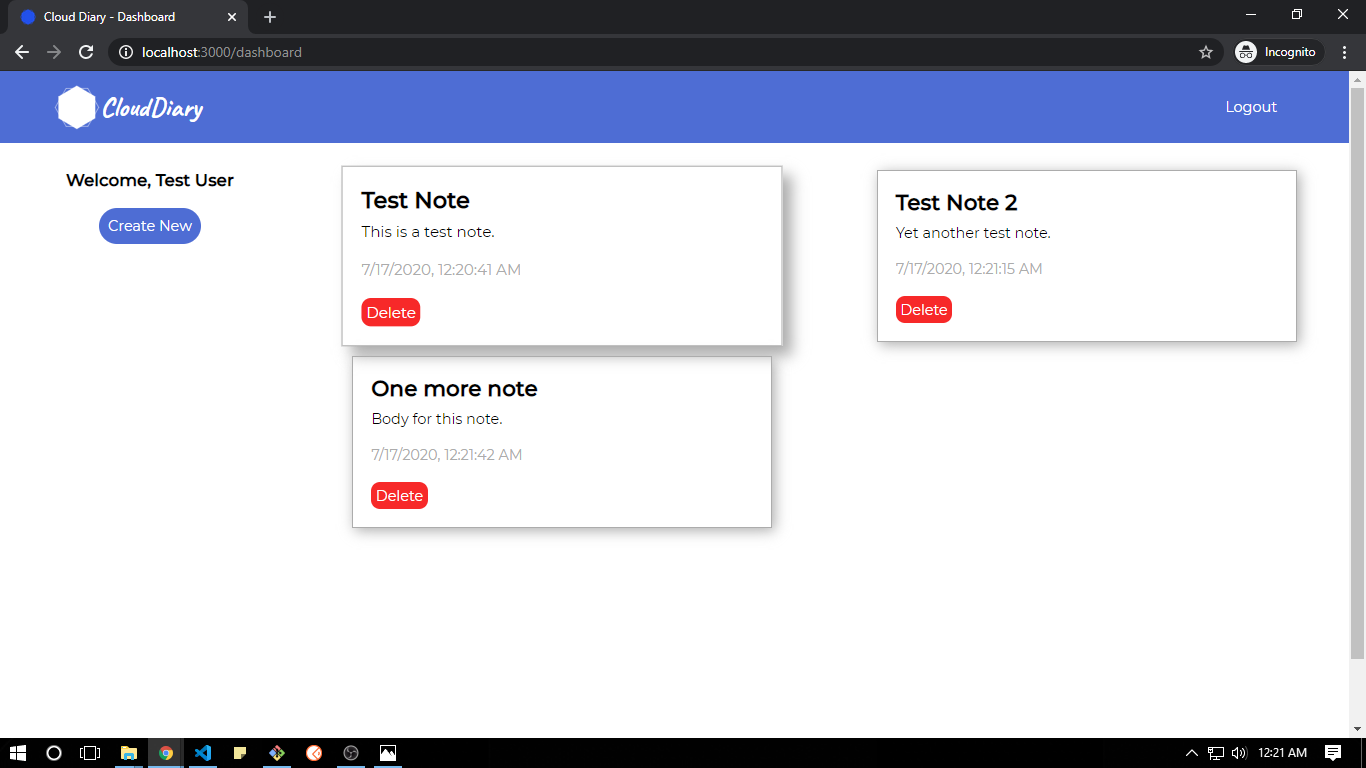 Cloud Diary - Dashboard
localhost:3000/dashboard
Incognito
CloudDiary
Logout
Welcome, Test User
Create New
Test Note
This is a test note.
7/17/2020, 12:20:41 AM
Delete
Test Note 2
Yet another test note.
7/17/2020, 12:21:15 AM
Delete
One more note
Body for this note.
7/17/2020, 12:21:42 AM
Delete
12:21 AM